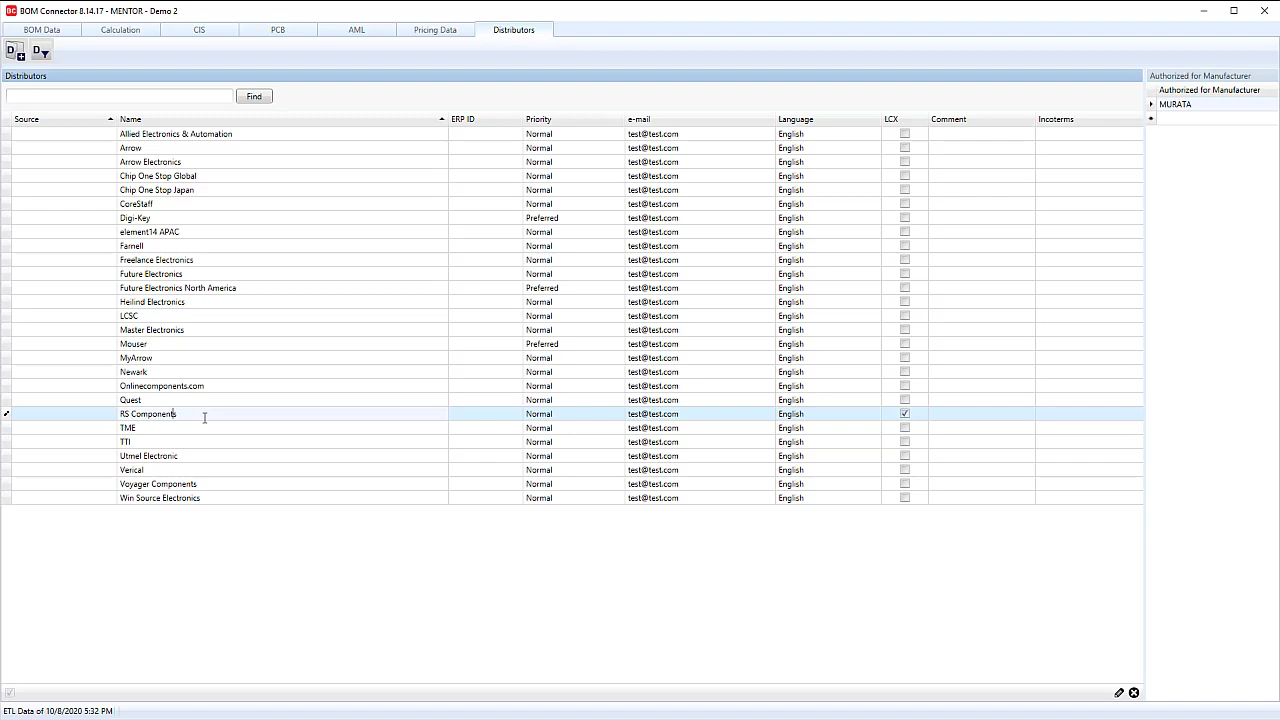 BC BOM Connector 8.14.17 - MENTOR - Demo 2
BOM Data Calculation CIS PCB AML Pricing Data Distributors
D D
Distributors
Find
Source Name ERP ID Priority e-mail Language LCX Comment Incoterms
Allied Electronics & Automation Normal test@test.com English
Arrow Normal test@test.com English
Arrow Electronics Normal test@test.com English
Chip One Stop Global Normal test@test.com English
Chip One Stop Japan Normal test@test.com English
CoreStaff Normal test@test.com English
Digi-Key Preferred test@test.com English
element14 APAC Normal test@test.com English
Farnell Normal test@test.com English
Freelance Electronics Normal test@test.com English
Future Electronics Normal test@test.com English
Future Electronics North America Preferred test@test.com English
Heilind Electronics Normal test@test.com English
LCSC Normal test@test.com English
Master Electronics Normal test@test.com English
Mouser Preferred test@test.com English
MyArrow Normal test@test.com English
Newark Normal test@test.com English
Onlinecomponents.com Normal test@test.com English
Quest Normal test@test.com English
RS Components Normal test@test.com English
TME Normal test@test.com English
TTI Normal test@test.com English
Utmel Electronic Normal test@test.com English
Verical Normal test@test.com English
Voyager Components Normal test@test.com English
Win Source Electronics Normal test@test.com English
Authorized for Manufacturer
Authorized for Manufacturer
MURATA
ETL Data of 10/8/2020 5:32 PM